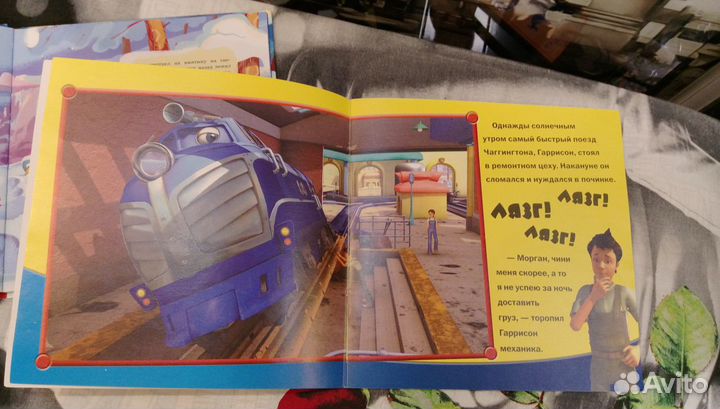 Однажды солнечным
утром самый быстрый поезд
Чаггингтона, Гаррисон, стоял
в ремонтном цеху. Накануне он
сломался и нуждался в починке.
ЛЯЗГ!
ЛЯЗГ!
ЛЯЗГ!
— Морган, чини
меня скорее, а то
я не успею за ночь
доставить
груз, — торопил
Гаррисон
механика.
Avito